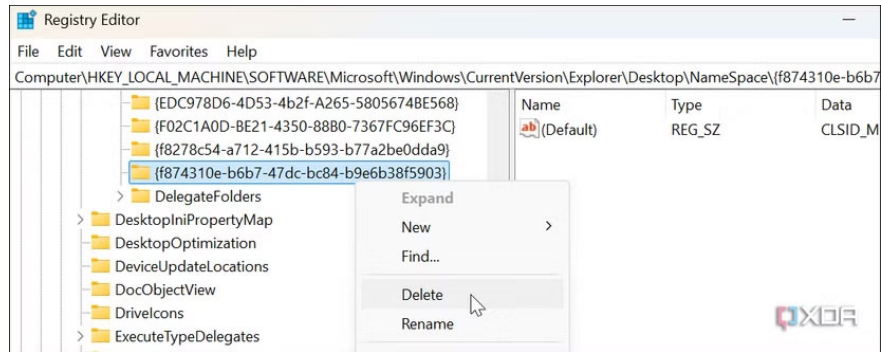 Registry Editor
File Edit View Favorites Help
Computer\HKEY_LOCAL_MACHINE\SOFTWARE\Microsoft\Windows\CurrentVersion\Explorer\Desktop\NameSpace\{f874310e-b6b7
Name Type Data
{EDC978D6-4D53-4b2f-A265-5805674BE568}
(Default) REG_SZ CLSID_M
{F02C1A0D-BE21-4350-88B0-7367FC96EF3C}
{f8278c54-a712-415b-b593-b77a2be0dda9}
{f874310e-b6b7-47dc-bc84-b9e6b38f5903}
DelegateFolders
DesktopIniPropertyMap
DesktopOptimization
DeviceUpdateLocations
DocObjectView
DriveIcons
ExecuteTypeDelegates
Expand
New
Find...
Delete
Rename
XDA